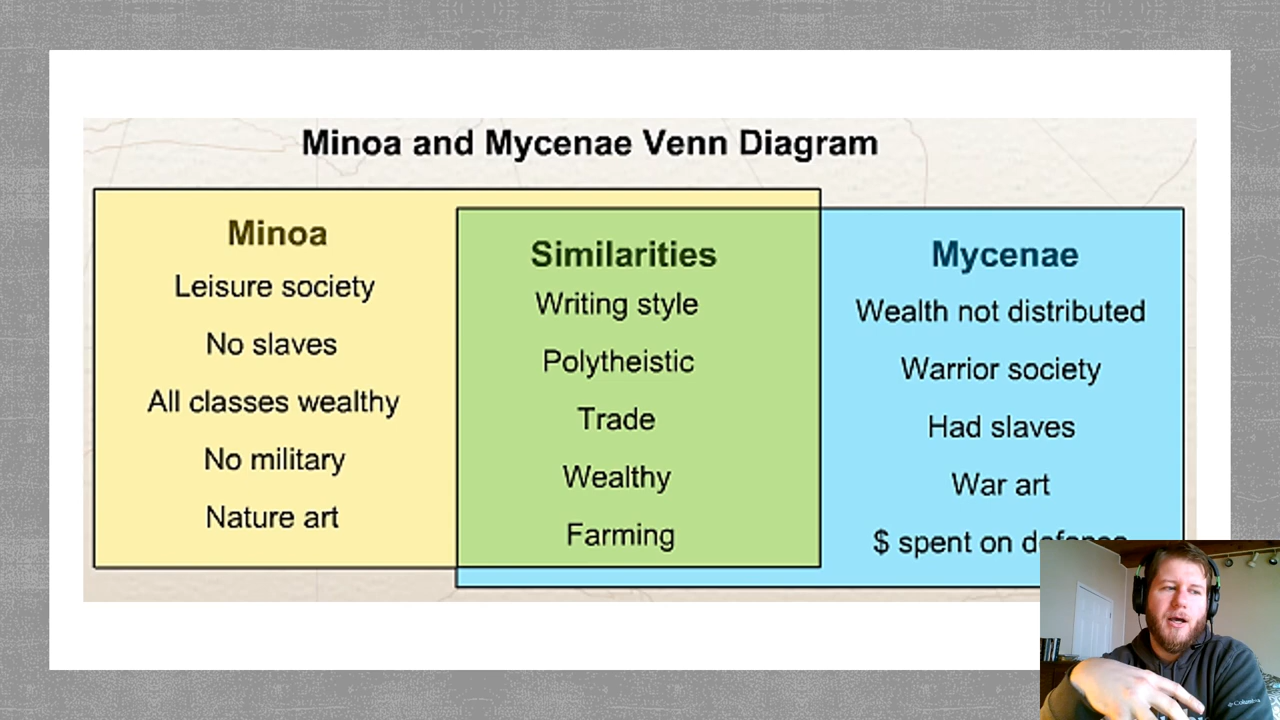 Minoa and Mycenae Venn Diagram
Minoa
Leisure society
No slaves
All classes wealthy
No military
Nature art
Similarities
Writing style
Polytheistic
Trade
Wealthy
Farming
Mycenae
Wealth not distributed
Warrior society
Had slaves
War art
$ spent on defense
Columbia